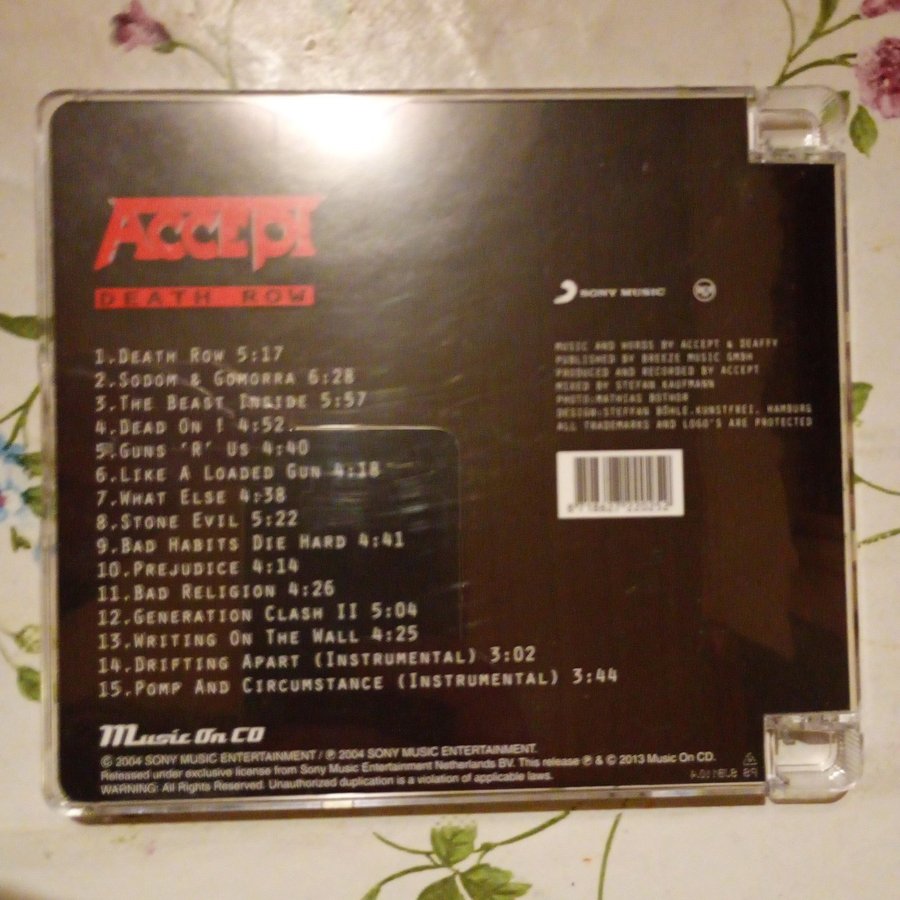 ACCEPT
DEATH ROW
1.DEATH ROW 5:17
2.SODOM & GOMORRA 6:28
3.THE BEAST INSIDE 5:57
4.DEAD ON ! 4:52
5.GUNS 'R' US 4:40
6.LIKE A LOADED GUN 4:18
7.WHAT ELSE 4:38
8.STONE EVIL 5:22
9.BAD HABITS DIE HARD 4:41
10.PREJUDICE 4:14
11.BAD RELIGION 4:26
12.GENERATION CLASH II 5:04
13.WRITING ON THE WALL 4:25
14.DRIFTING APART (INSTRUMENTAL) 3:02
15.POMP AND CIRCUMSTANCE (INSTRUMENTAL) 3:44
SONY MUSIC
MUSIC AND WORDS BY ACCEPT & DEAFFY
PUBLISHED BY BREEZE MUSIC GMBH
PRODUCED AND RECORDED BY ACCEPT
MIXED BY STEFAN KAUFMANN
PHOTO:MATHIAS BOTHOR
DESIGN:STEFFAN BÖHLE.KUNSTFREI, HAMBURG
ALL TRADEMARKS AND LOGO'S ARE PROTECTED
8 718627 220252
Music On CD
© 2004 SONY MUSIC ENTERTAINMENT / ℗ 2004 SONY MUSIC ENTERTAINMENT.
Released under exclusive license from Sony Music Entertainment Netherlands BV. This release ℗ & © 2013 Music On CD.
WARNING: All Rights Reserved. Unauthorized duplication is a violation of applicable laws.